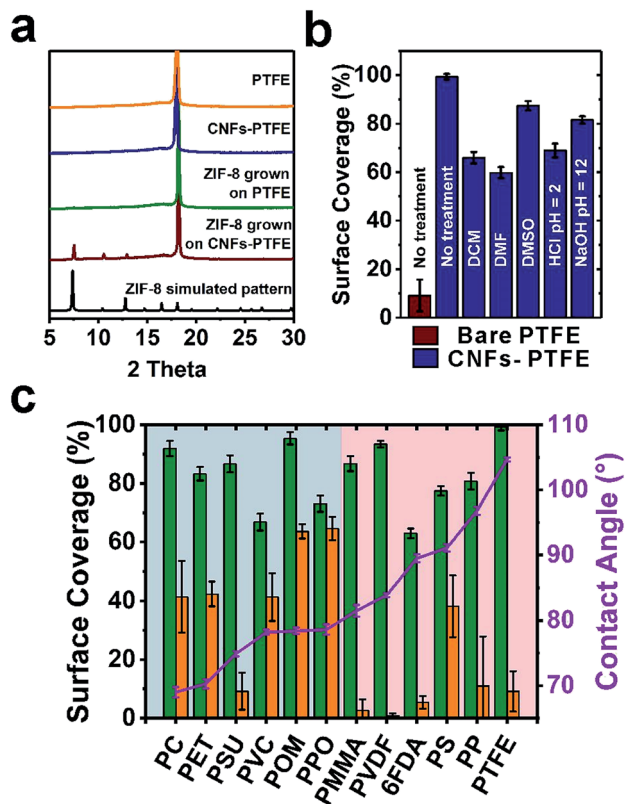 a
PTFE
CNFs-PTFE
ZIF-8 grown
on PTFE
ZIF-8 grown
on CNFs-PTFE
ZIF-8 simulated pattern
5 10 15 20 25 30
2 Theta
b
Surface Coverage (%)
100
80
60
40
20
0
No treatment
No treatment
DCM
DMF
DMSO
HCl pH = 2
NaOH pH = 12
Bare PTFE
CNFs- PTFE
c
Surface Coverage (%)
100
80
60
40
20
0
110
100
90
80
70
Contact Angle (°)
PC
PET
PSU
PVC
POM
PPO
PMMA
PVDF
6FDA
PS
PP
PTFE